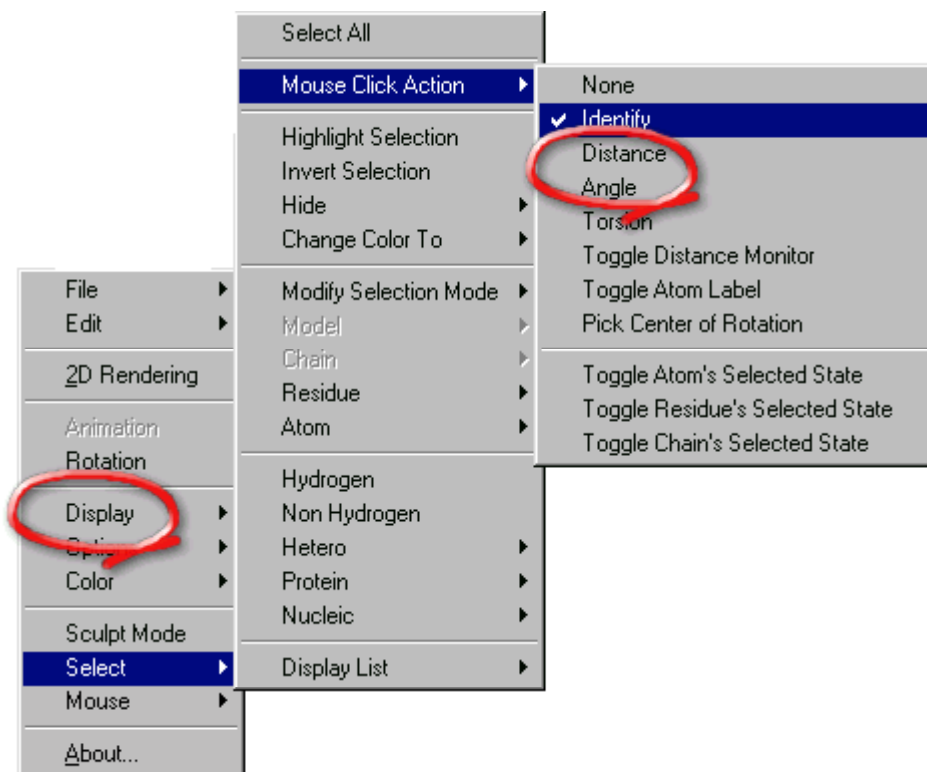 File
Edit
2D Rendering
Animation
Rotation
Display
Options
Color
Sculpt Mode
Select
Mouse
About...
Select All
Mouse Click Action
Highlight Selection
Invert Selection
Hide
Change Color To
Modify Selection Mode
Model
Chain
Residue
Atom
Hydrogen
Non Hydrogen
Hetero
Protein
Nucleic
Display List
None
Identify
Distance
Angle
Torsion
Toggle Distance Monitor
Toggle Atom Label
Pick Center of Rotation
Toggle Atom's Selected State
Toggle Residue's Selected State
Toggle Chain's Selected State